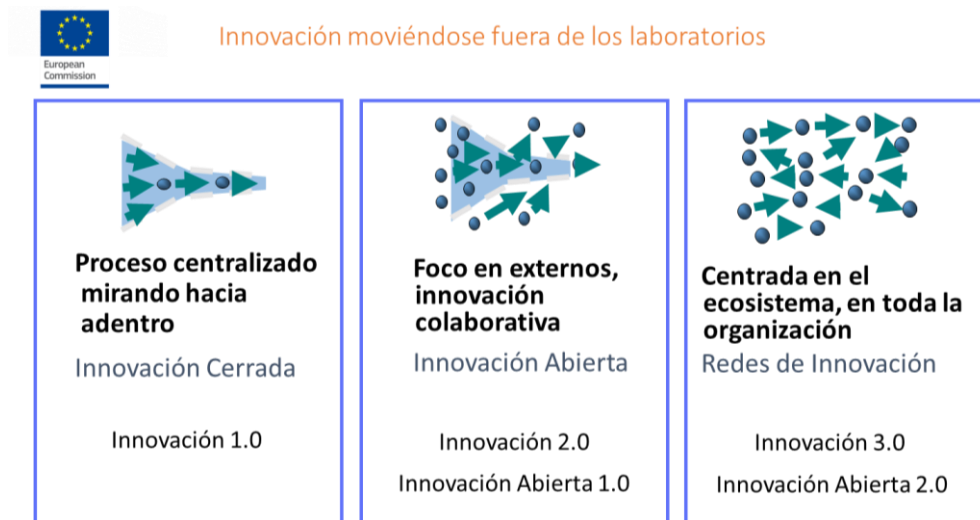 European
Commission
Innovación moviéndose fuera de los laboratorios
Proceso centralizado
mirando hacia
adentro
Innovación Cerrada
Innovación 1.0
Foco en externos,
innovación
colaborativa
Innovación Abierta
Innovación 2.0
Innovación Abierta 1.0
Centrada en el
ecosistema, en toda la
organización
Redes de Innovación
Innovación 3.0
Innovación Abierta 2.0